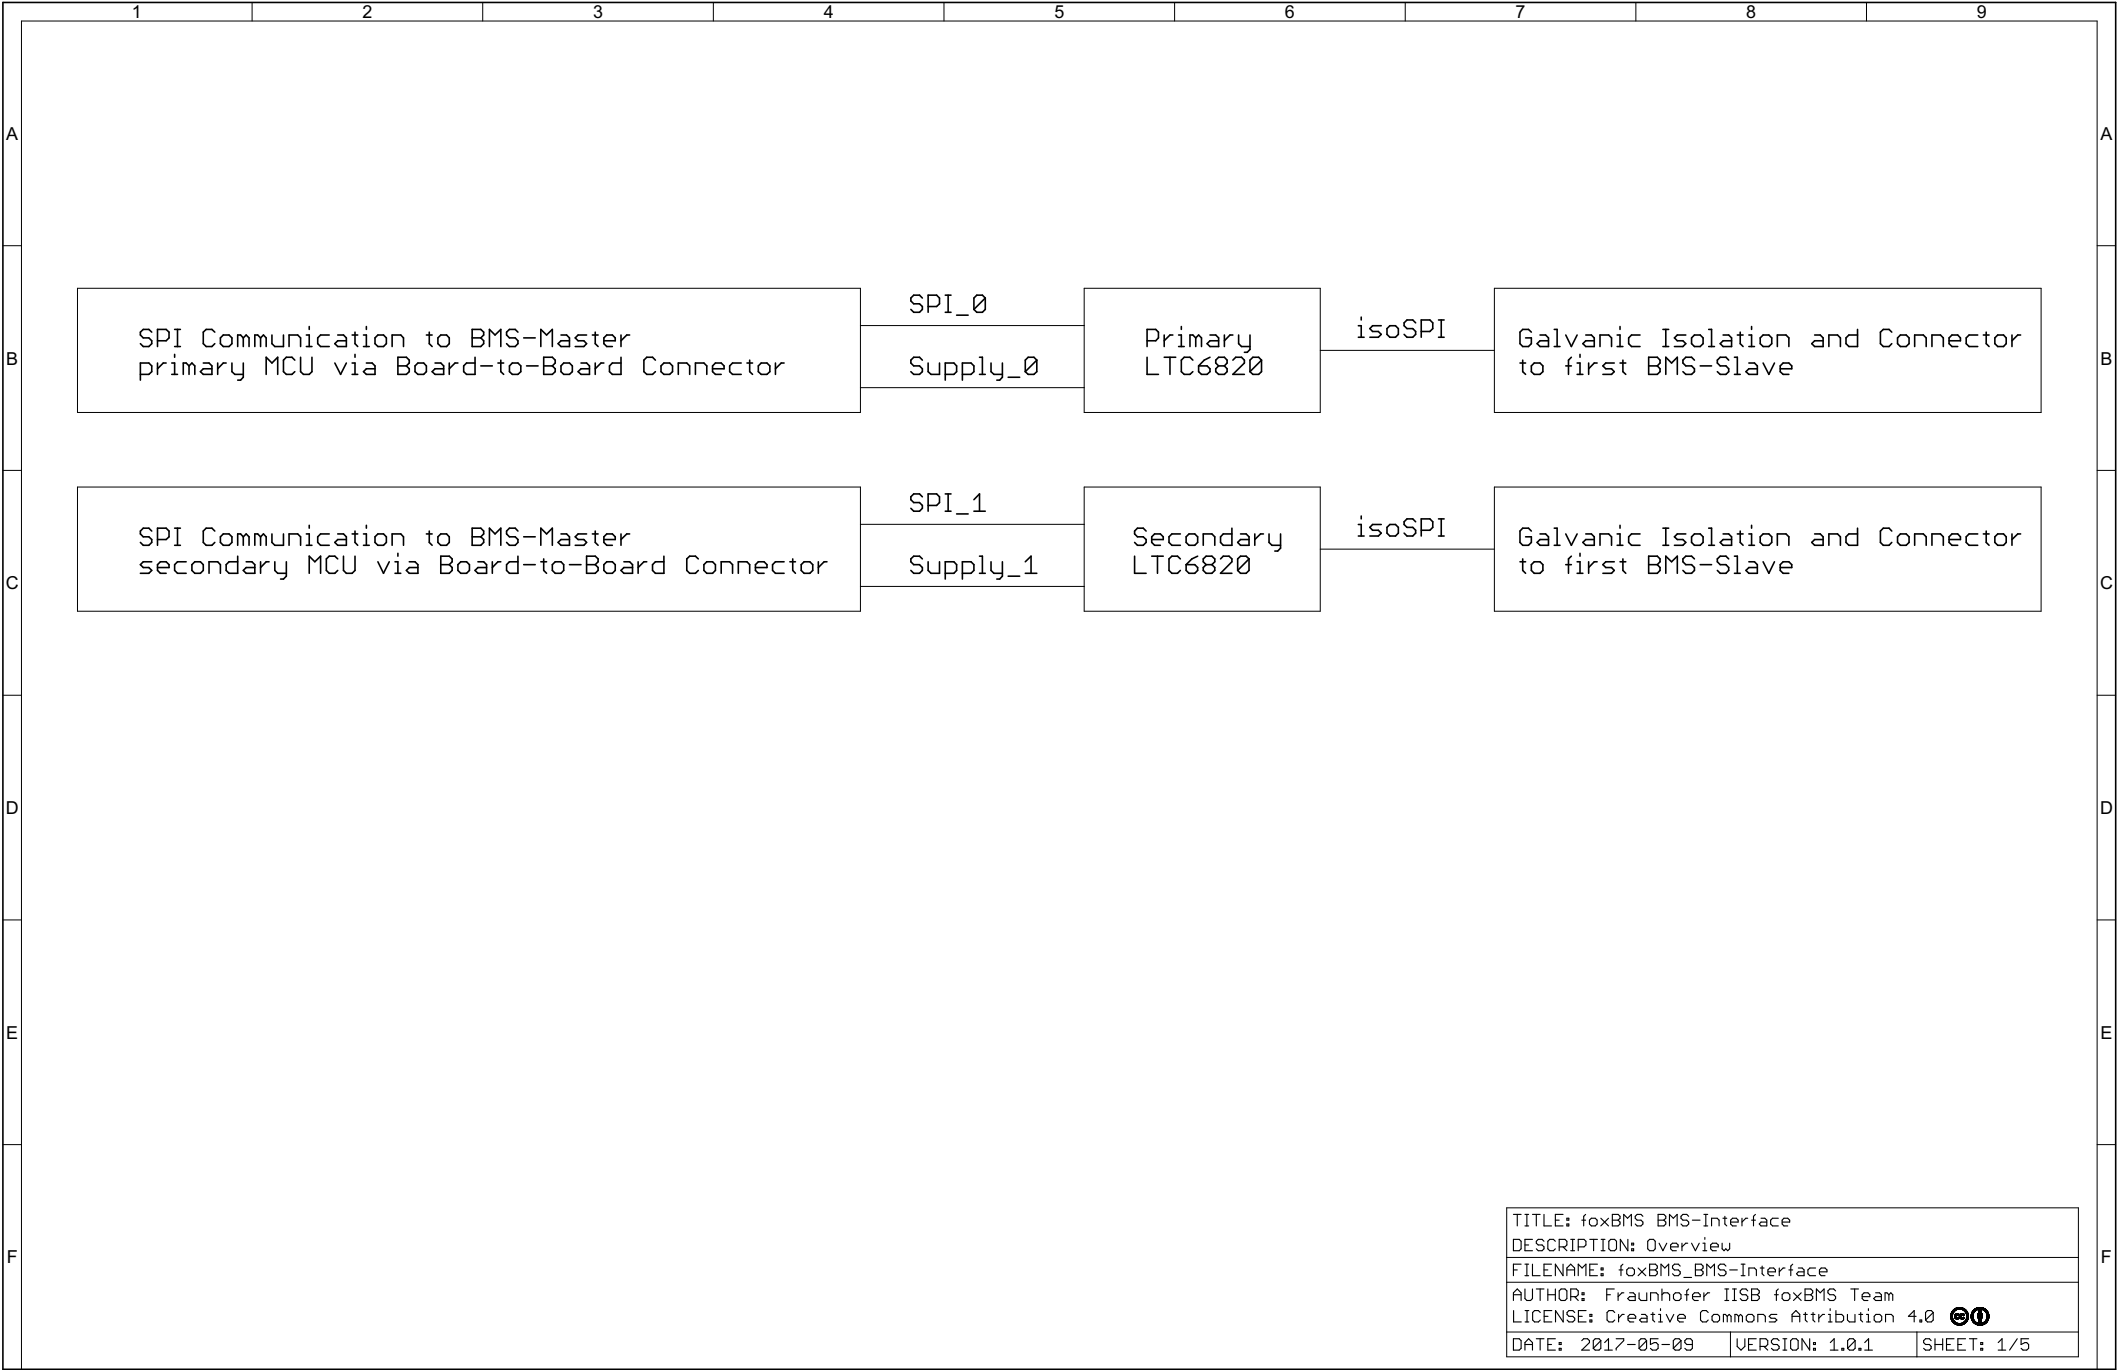 1 2 3 4 5 6 7 8 9
A A
SPI_0
SPI Communication to BMS-Master
primary MCU via Board-to-Board Connector
Supply_0
Primary
LTC6820
isoSPI
Galvanic Isolation and Connector
to first BMS-Slave
B B
SPI_1
SPI Communication to BMS-Master
secondary MCU via Board-to-Board Connector
Supply_1
Secondary
LTC6820
isoSPI
Galvanic Isolation and Connector
to first BMS-Slave
C C
D D
E E
F F
TITLE: foxBMS BMS-Interface
DESCRIPTION: Overview
FILENAME: foxBMS_BMS-Interface
AUTHOR: Fraunhofer IISB foxBMS Team
LICENSE: Creative Commons Attribution 4.0 cc
DATE: 2017-05-09 VERSION: 1.0.1 SHEET: 1/5